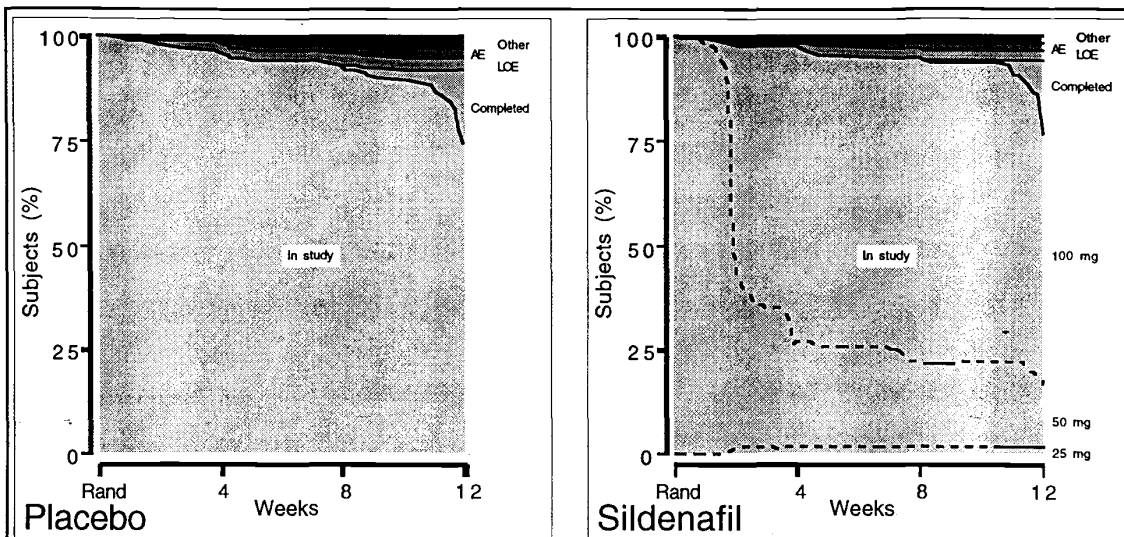 100
75
50
25
0
Subjects (%)
Other
AE
LOE
Completed
In study
Rand
4
8
12
Weeks
Placebo
100
75
50
25
0
Subjects (%)
Other
AE
LOE
Completed
In study
100 mg
50 mg
25 mg
Rand
4
8
12
Weeks
Sildenafil